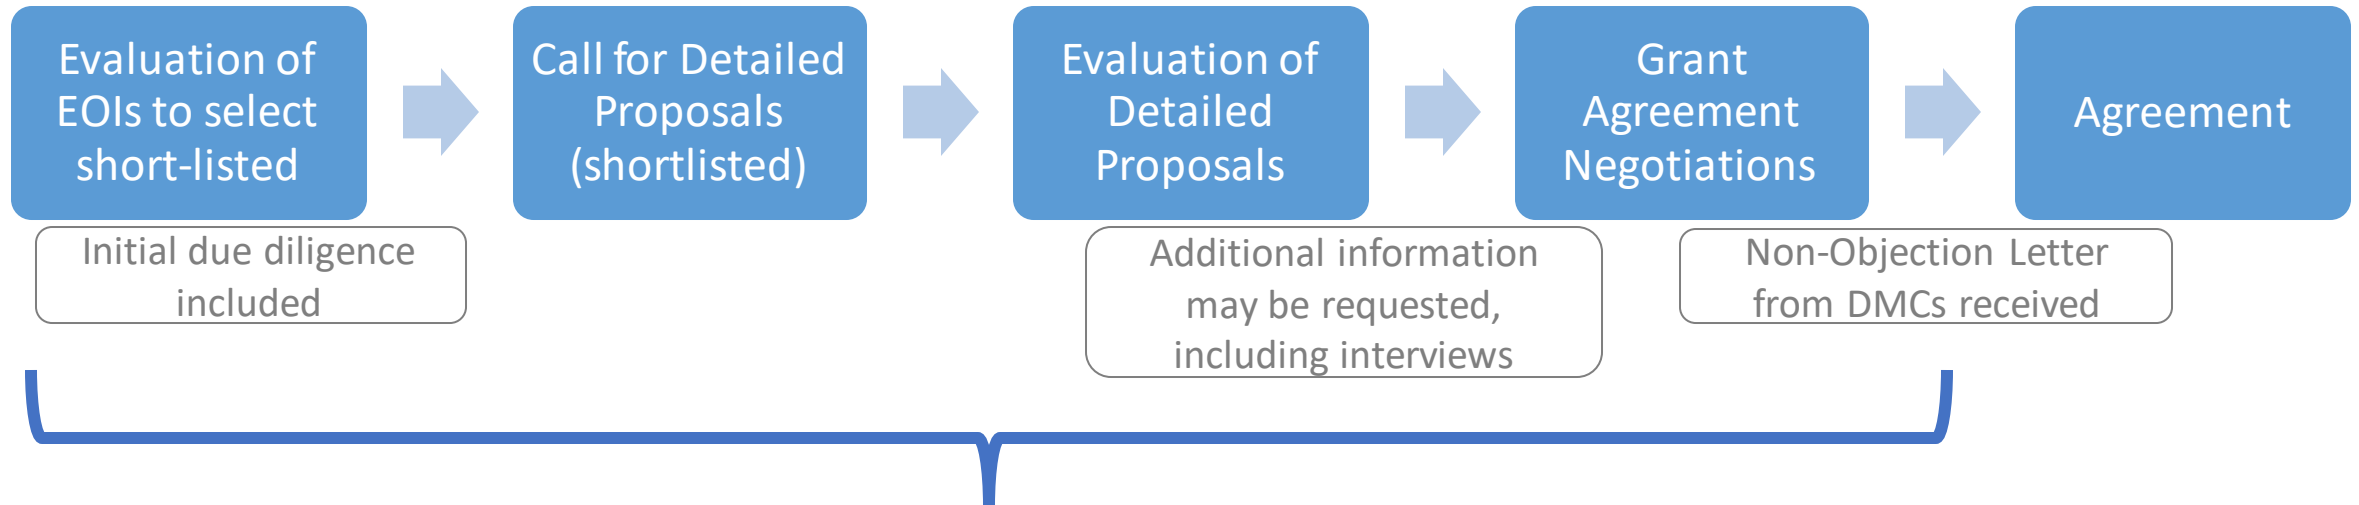 Evaluation of
EOIs to select
short-listed
Call for Detailed
Proposals
(shortlisted)
Evaluation of
Detailed
Proposals
Grant
Agreement
Negotiations
Agreement
Initial due diligence
included
Additional information
may be requested,
including interviews
Non-Objection Letter
from DMCs received